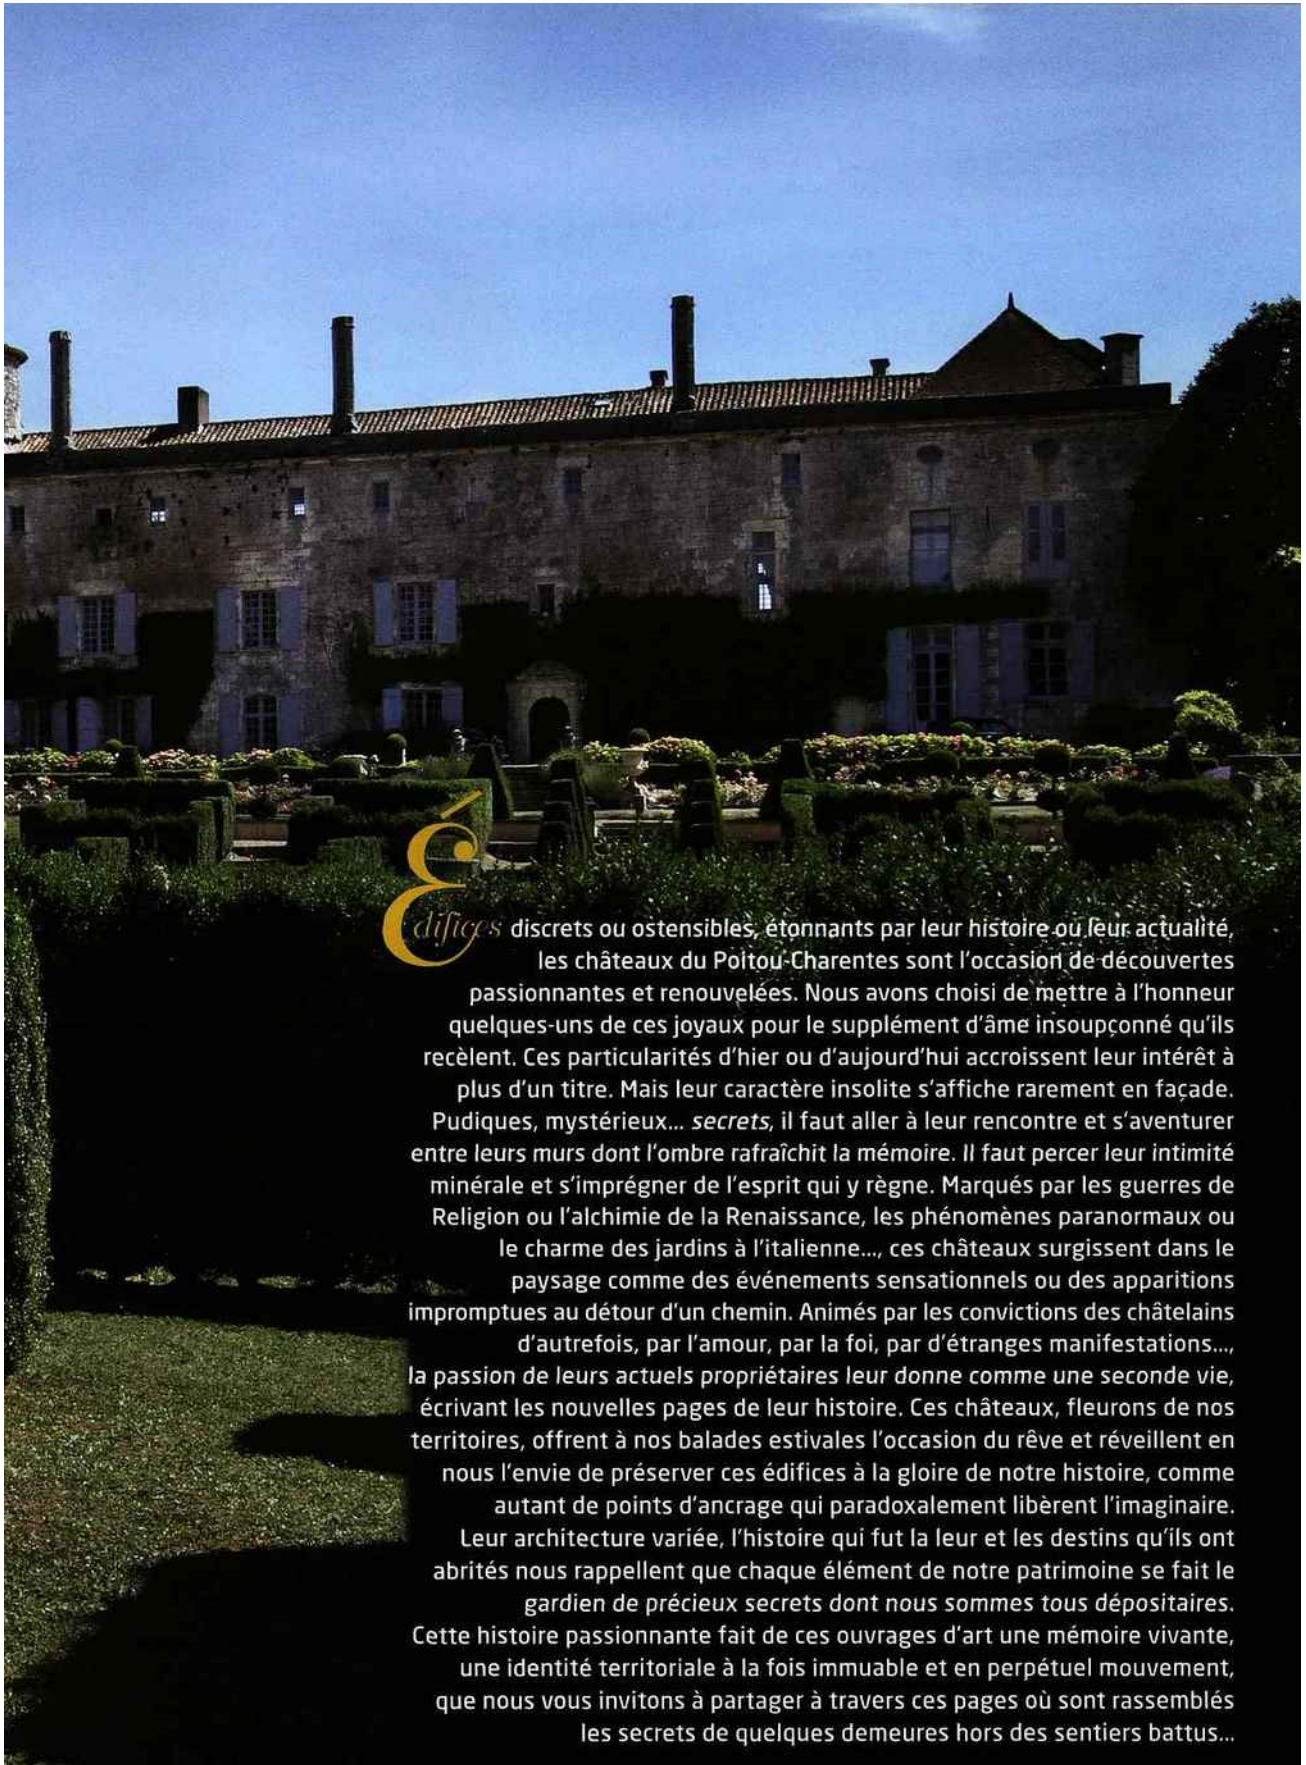 Édifices discrets ou ostensibles, étonnants par leur histoire ou leur actualité,
les châteaux du Poitou-Charentes sont l'occasion de découvertes
passionnantes et renouvelées. Nous avons choisi de mettre à l'honneur
quelques-uns de ces joyaux pour le supplément d'âme insoupçonné qu'ils
recèlent. Ces particularités d'hier ou d'aujourd'hui accroissent leur intérêt à
plus d'un titre. Mais leur caractère insolite s'affiche rarement en façade.
Pudiques, mystérieux... secrets, il faut aller à leur rencontre et s'aventurer
entre leurs murs dont l'ombre rafraîchit la mémoire. Il faut percer leur intimité
minérale et s'imprégner de l'esprit qui y règne. Marqués par les guerres de
Religion ou l'alchimie de la Renaissance, les phénomènes paranormaux ou
le charme des jardins à l'italienne..., ces châteaux surgissent dans le
paysage comme des événements sensationnels ou des apparitions
impromptues au détour d'un chemin. Animés par les convictions des châtelains
d'autrefois, par l'amour, par la foi, par d'étranges manifestations...,
la passion de leurs actuels propriétaires leur donne comme une seconde vie,
écrivant les nouvelles pages de leur histoire. Ces châteaux, fleurons de nos
territoires, offrent à nos balades estivales l'occasion du rêve et réveillent en
nous l'envie de préserver ces édifices à la gloire de notre histoire, comme
autant de points d'ancrage qui paradoxalement libèrent l'imaginaire.
Leur architecture variée, l'histoire qui fut la leur et les destins qu'ils ont
abrités nous rappellent que chaque élément de notre patrimoine se fait le
gardien de précieux secrets dont nous sommes tous dépositaires.
Cette histoire passionnante fait de ces ouvrages d'art une mémoire vivante,
une identité territoriale à la fois immuable et en perpétuel mouvement,
que nous vous invitons à partager à travers ces pages où sont rassemblés
les secrets de quelques demeures hors des sentiers battus...